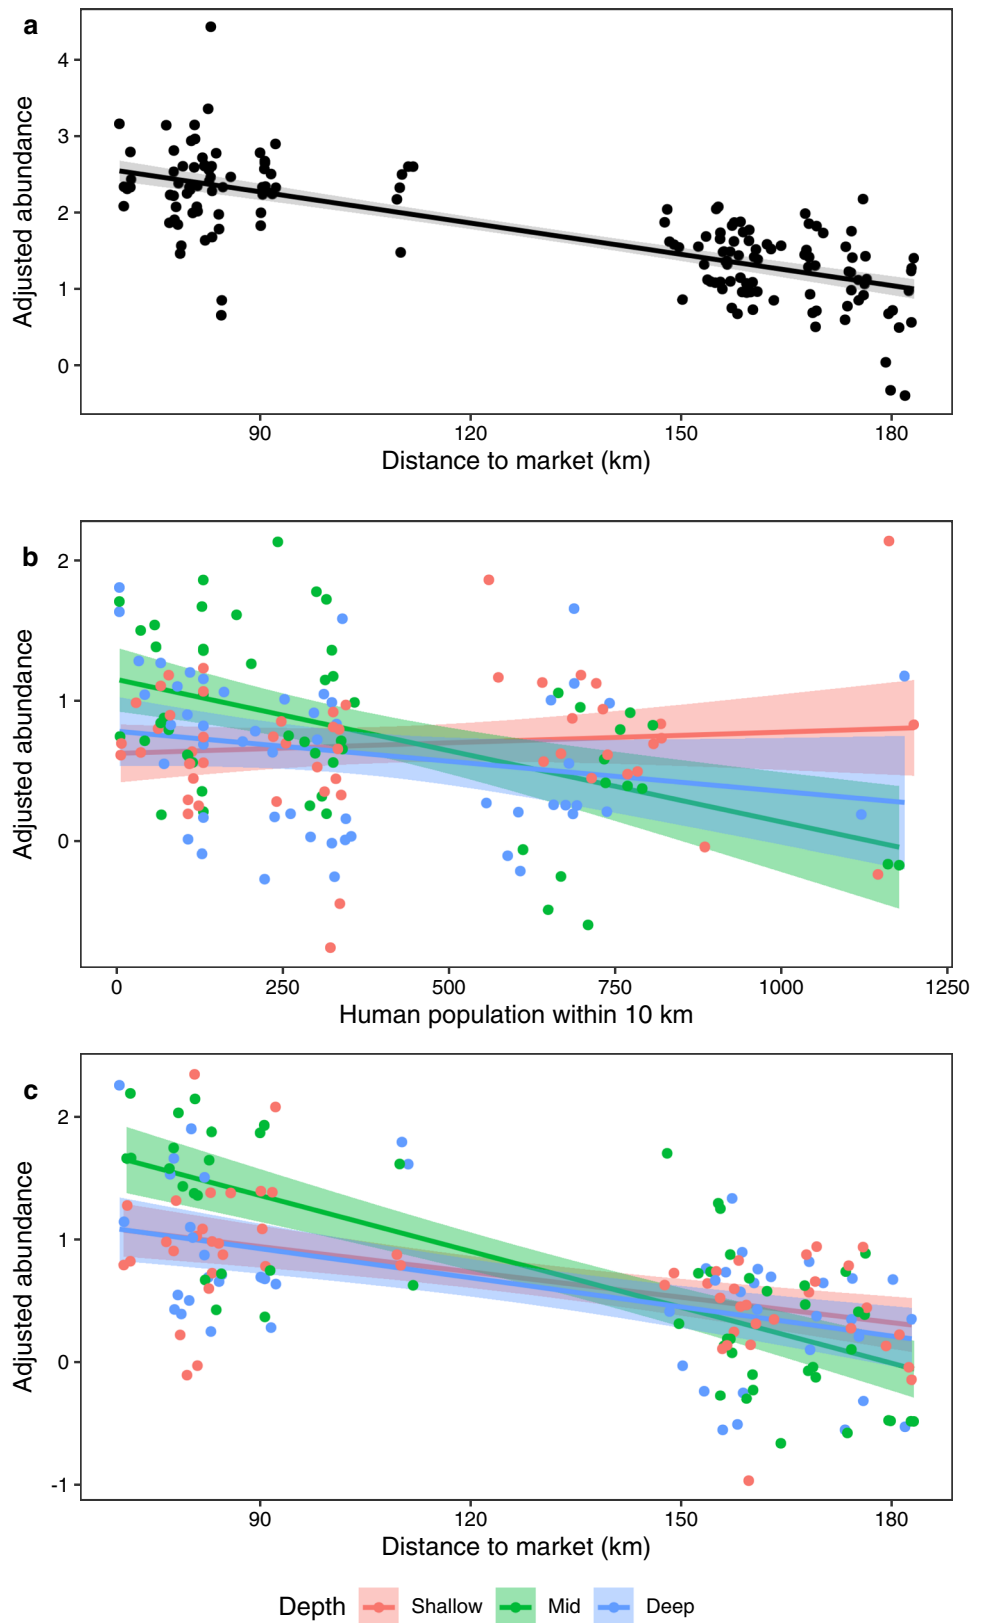 a
Adjusted abundance
4
3
2
1
0
90 120 150 180
Distance to market (km)
b
Adjusted abundance
2
1
0
0 250 500 750 1000 1250
Human population within 10 km
c
Adjusted abundance
2
1
0
-1
90 120 150 180
Distance to market (km)
Depth Shallow Mid Deep